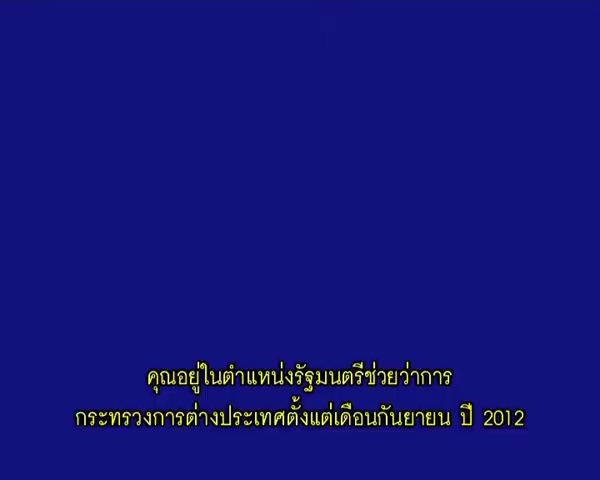 คุณอยู่ในตำแหน่งรัฐมนตรีช่วยว่าการ
กระทรวงการต่างประเทศตั้งแต่เดือนกันยายน ปี 2012